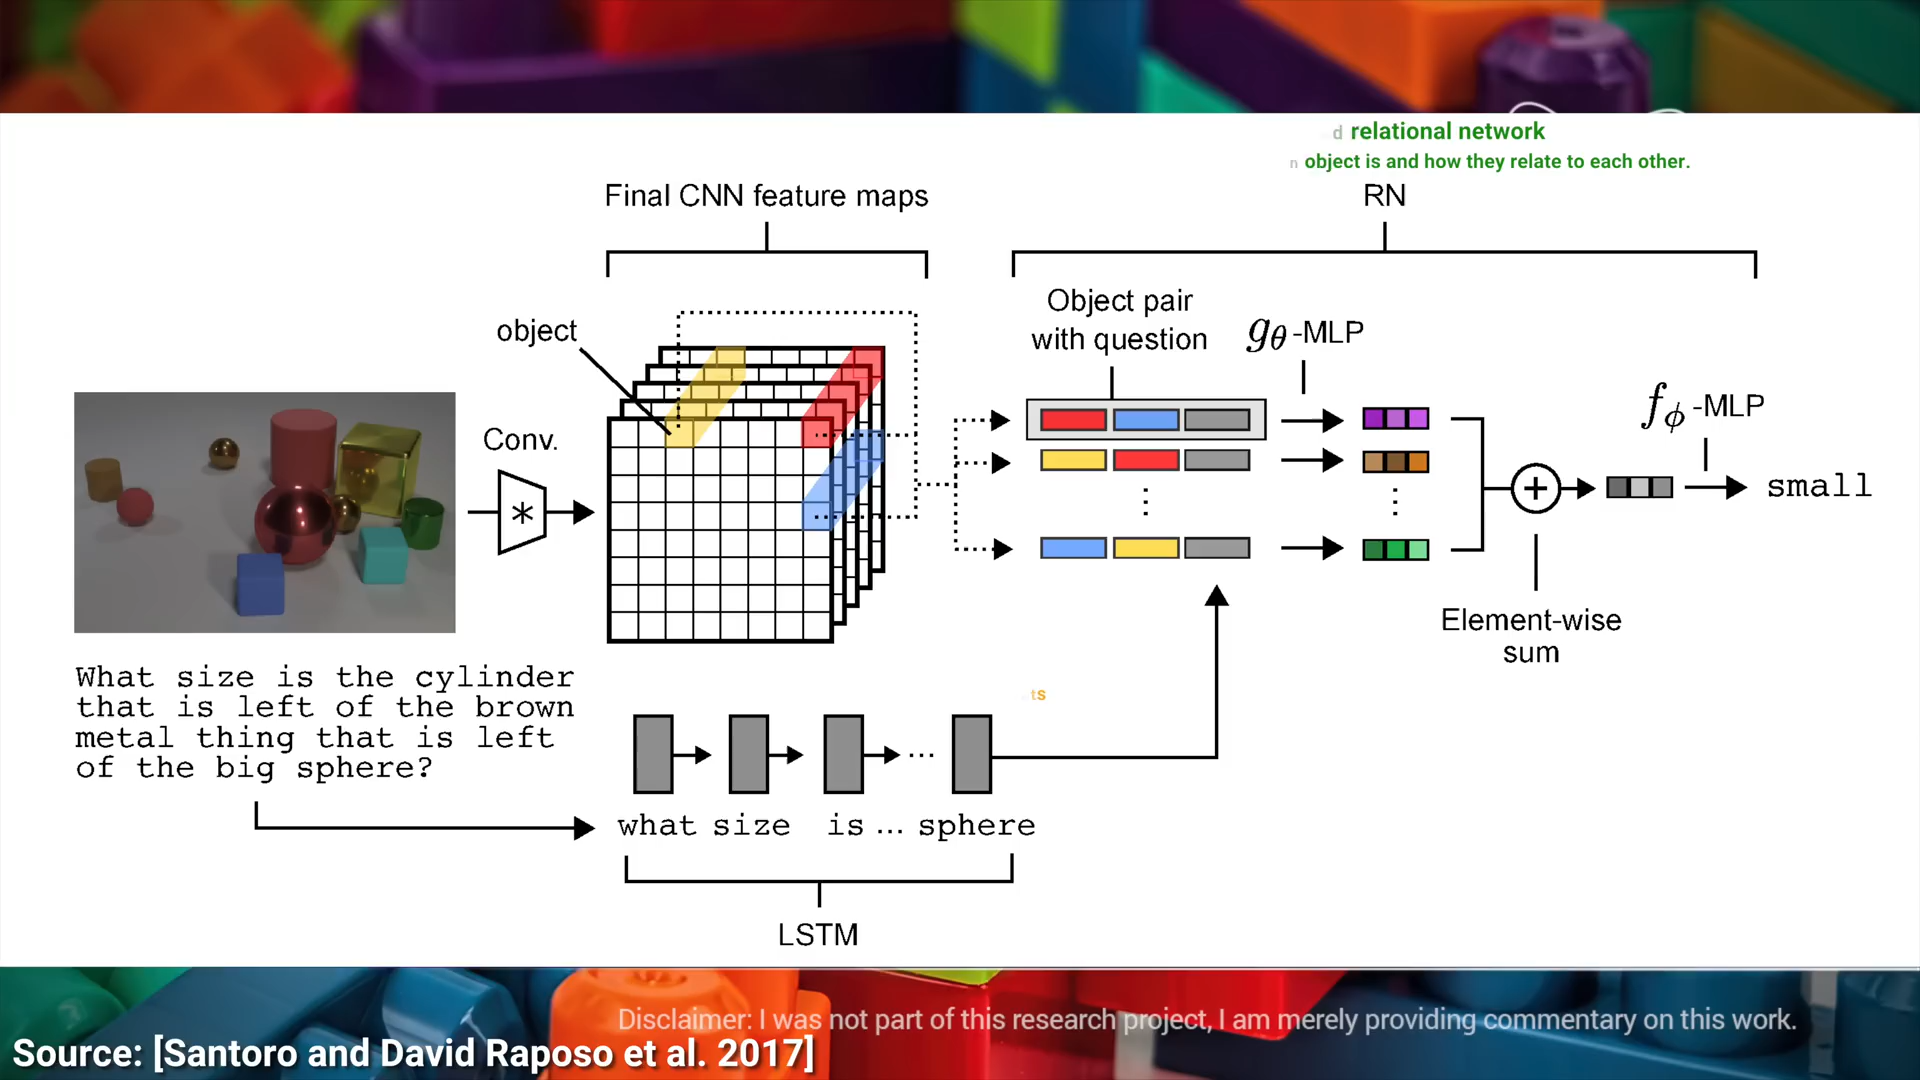 relational network
object is and how they relate to each other.
Final CNN feature maps
RN
object
Object pair
with question
gθ-MLP
fϕ-MLP
Conv.
*
+
small
Element-wise
sum
What size is the cylinder
that is left of the brown
metal thing that is left
of the big sphere?
...
what size is ... sphere
LSTM
Disclaimer: I was not part of this research project, I am merely providing commentary on this work.
Source: [Santoro and David Raposo et al. 2017]